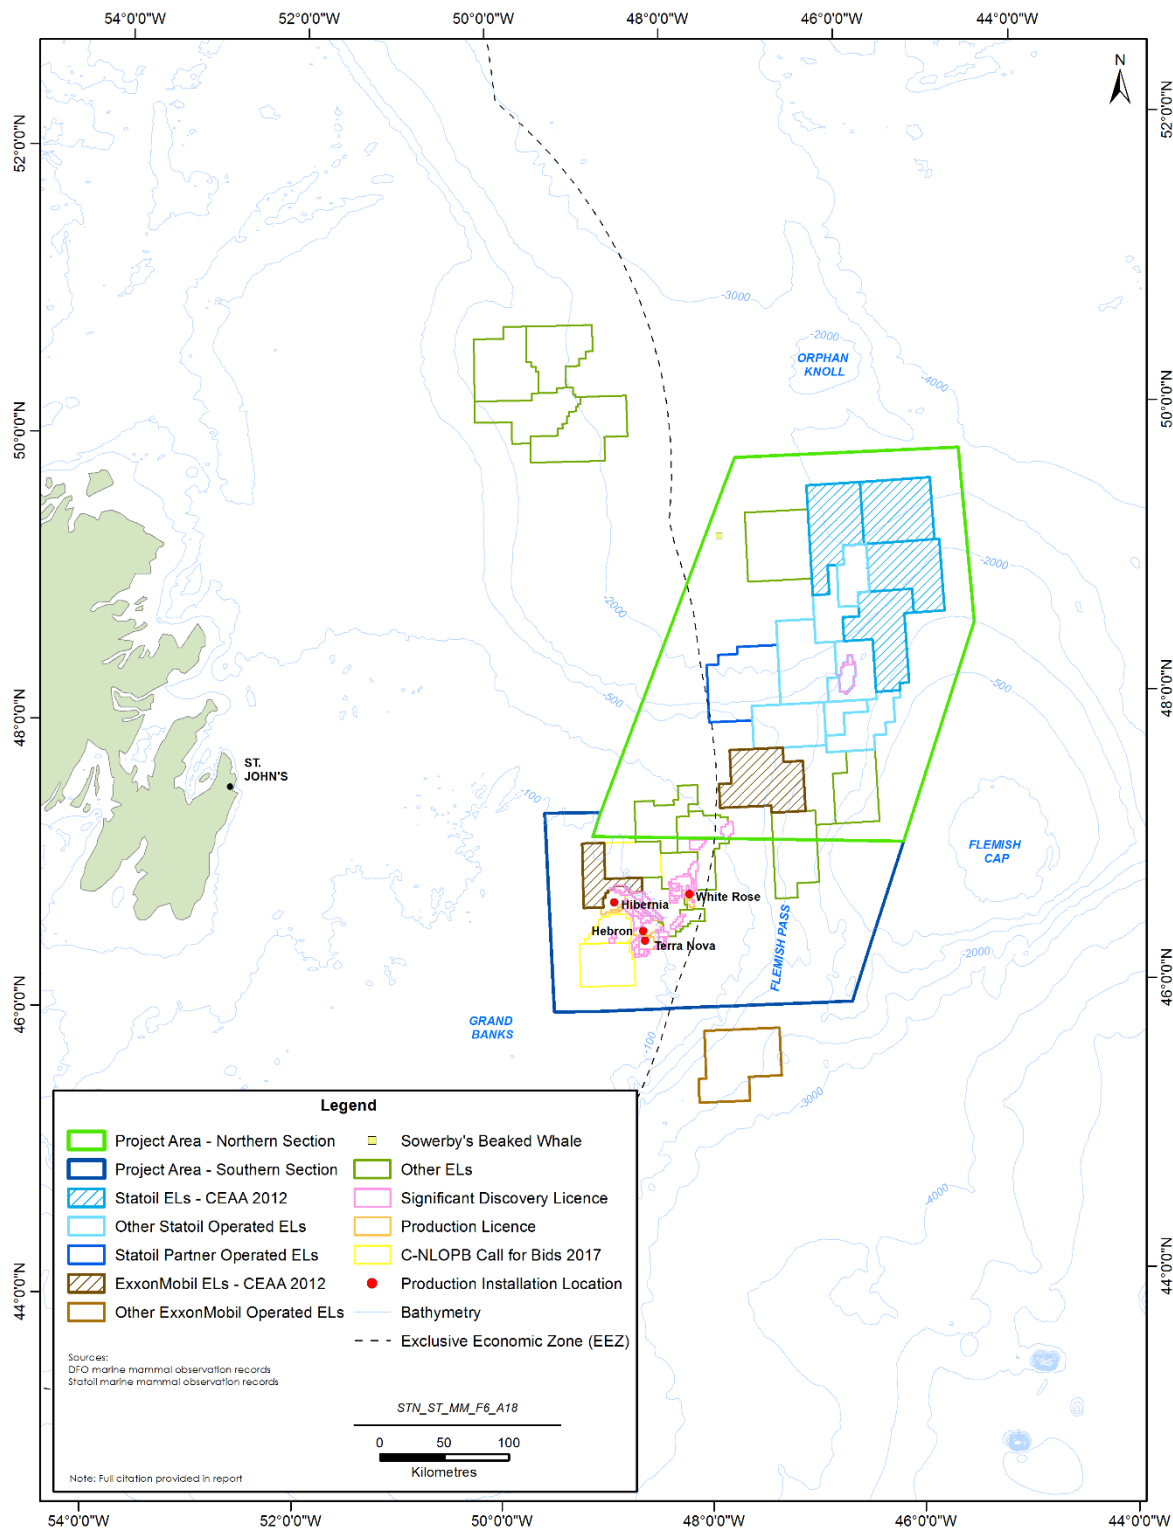 54°0'0"W
52°0'0"W
50°0'0"W
48°0'0"W
46°0'0"W
44°0'0"W
N
52°0'0"N
52°0'0"N
-3000
-2000
ORPHAN
KNOLL
-4000
50°0'0"N
50°0'0"N
-2000
-2000
-500
-500
48°0'0"N
48°0'0"N
ST.
JOHN'S
-100
FLEMISH
CAP
White Rose
Hibernia
Hebron
Terra Nova
FLEMISH PASS
-2000
46°0'0"N
46°0'0"N
GRAND
BANKS
-100
-3000
-4000
44°0'0"N
44°0'0"N
Legend
Project Area - Northern Section
Project Area - Southern Section
Statoil ELs - CEAA 2012
Other Statoil Operated ELs
Statoil Partner Operated ELs
ExxonMobil ELs - CEAA 2012
Other ExxonMobil Operated ELs
Sowerby's Beaked Whale
Other ELs
Significant Discovery Licence
Production Licence
C-NLOPB Call for Bids 2017
Production Installation Location
Bathymetry
Exclusive Economic Zone (EEZ)
Sources:
DFO marine mammal observation records
Statoil marine mammal observation records
STN_ST_MM_F6_A18
0 50 100
Kilometres
Note: Full citation provided in report
54°0'0"W
52°0'0"W
50°0'0"W
48°0'0"W
46°0'0"W
44°0'0"W